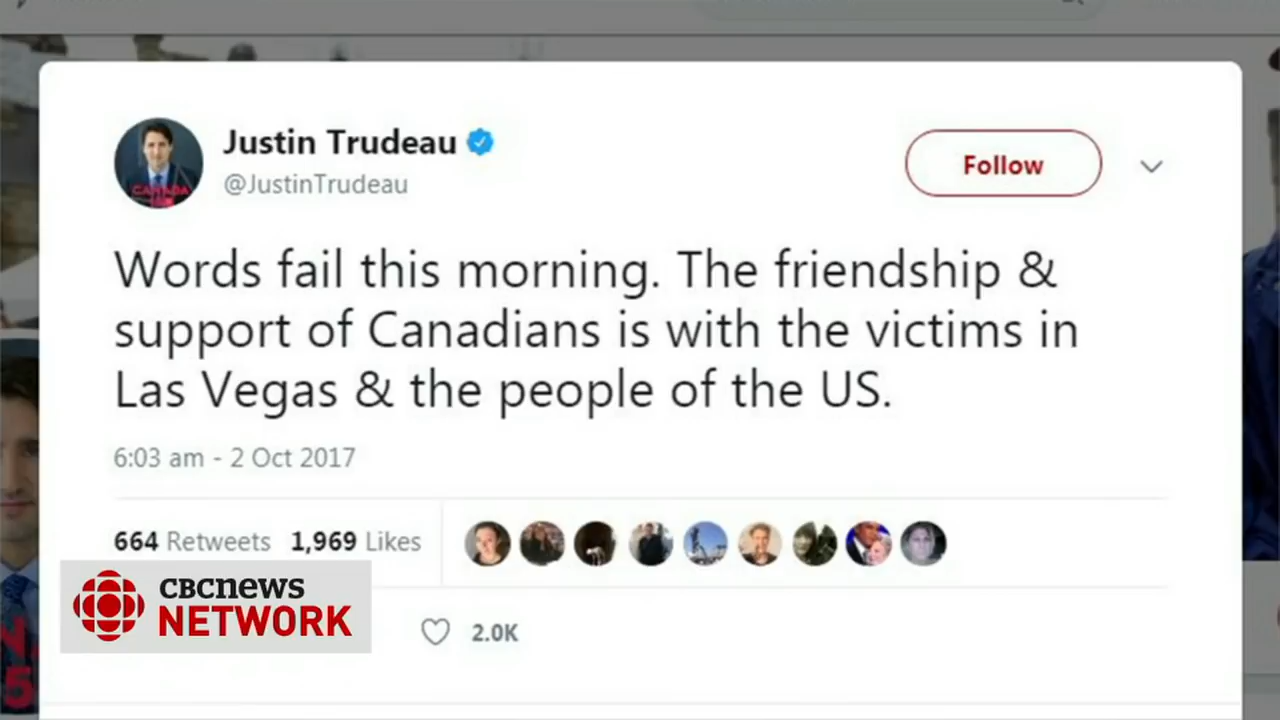 Justin Trudeau
@JustinTrudeau
Follow
Words fail this morning. The friendship &
support of Canadians is with the victims in
Las Vegas & the people of the US.
6:03 am - 2 Oct 2017
664 Retweets 1,969 Likes
CBCnews
NETWORK
2.0K
CANADA